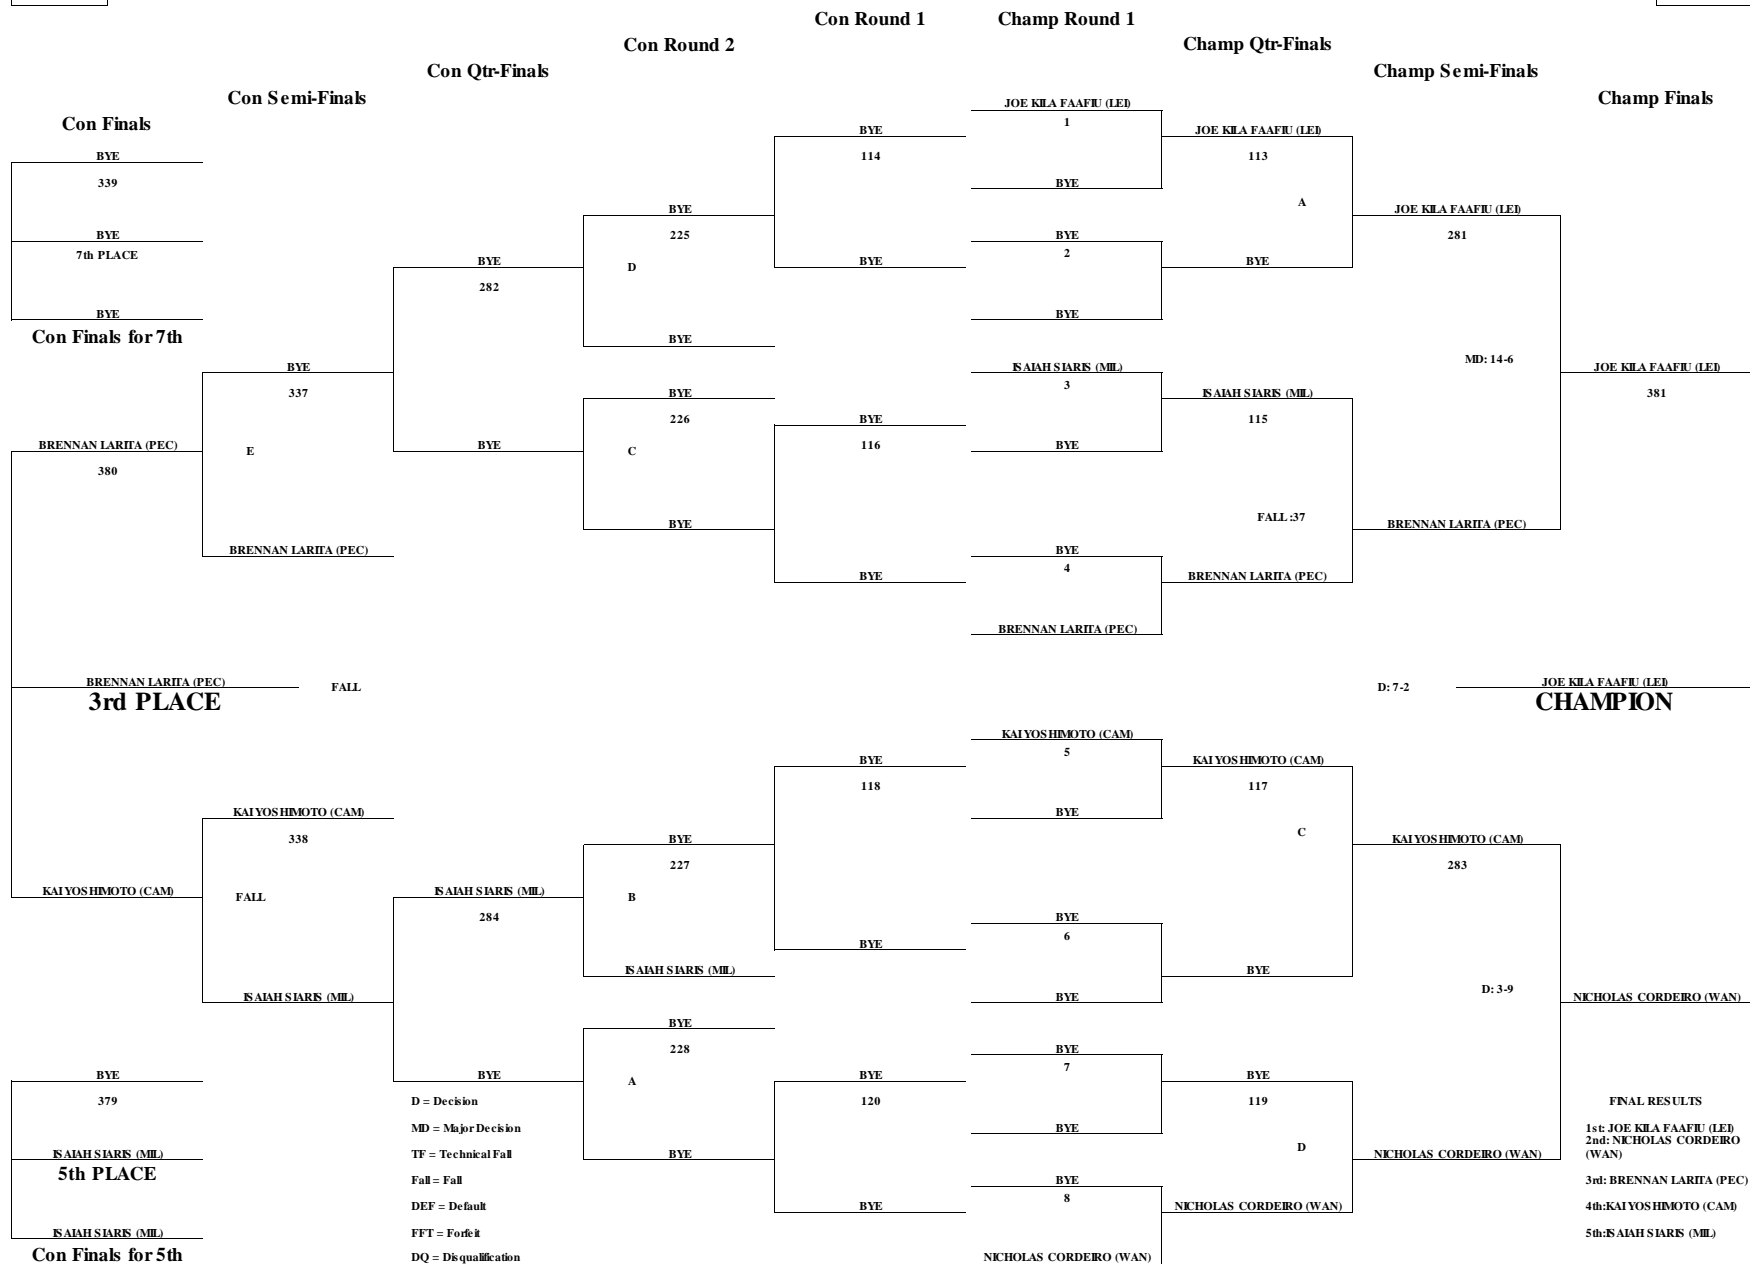 Con Round 1
Champ Round 1
Con Round 2
Champ Qtr-Finals
Con Qtr-Finals
Champ Semi-Finals
Con Semi-Finals
Champ Finals
Con Finals
BYE
339
BYE
7th PLACE
BYE
Con Finals for 7th
BRENNAN LARITA (PEC)
380
BRENNAN LARITA (PEC)
3rd PLACE
FALL
KAI YOSHIMOTO (CAM)
BYE
379
ISAIAH SIARIS (MIL)
5th PLACE
ISAIAH SIARIS (MIL)
Con Finals for 5th
BYE
337
E
BRENNAN LARITA (PEC)
KAI YOSHIMOTO (CAM)
338
FALL
ISAIAH SIARIS (MIL)
BYE
282
BYE
ISAIAH SIARIS (MIL)
284
BYE
D = Decision
MD = Major Decision
TF = Technical Fall
Fall = Fall
DEF = Default
FFT = Forfeit
DQ = Disqualification
BYE
225
D
BYE
BYE
226
C
BYE
BYE
227
B
ISAIAH SIARIS (MIL)
BYE
228
A
BYE
BYE
114
BYE
BYE
116
BYE
BYE
118
BYE
BYE
120
BYE
JOE KILA FAAFIU (LEI)
1
BYE
BYE
2
BYE
ISAIAH SIARIS (MIL)
3
BYE
BYE
4
BRENNAN LARITA (PEC)
KAI YOSHIMOTO (CAM)
5
BYE
BYE
6
BYE
BYE
7
BYE
BYE
8
NICHOLAS CORDEIRO (WAN)
JOE KILA FAAFIU (LEI)
113
A
BYE
ISAIAH SIARIS (MIL)
115
FALL :37
BRENNAN LARITA (PEC)
KAI YOSHIMOTO (CAM)
117
C
BYE
BYE
119
D
NICHOLAS CORDEIRO (WAN)
JOE KILA FAAFIU (LEI)
281
MD: 14-6
BRENNAN LARITA (PEC)
KAI YOSHIMOTO (CAM)
283
D: 3-9
NICHOLAS CORDEIRO (WAN)
JOE KILA FAAFIU (LEI)
381
D: 7-2
JOE KILA FAAFIU (LEI)
CHAMPION
NICHOLAS CORDEIRO (WAN)
FINAL RESULTS
1st: JOE KILA FAAFIU (LEI)
2nd: NICHOLAS CORDEIRO
(WAN)
3rd: BRENNAN LARITA (PEC)
4th:KAI YOSHIMOTO (CAM)
5th:ISAIAH SIARIS (MIL)